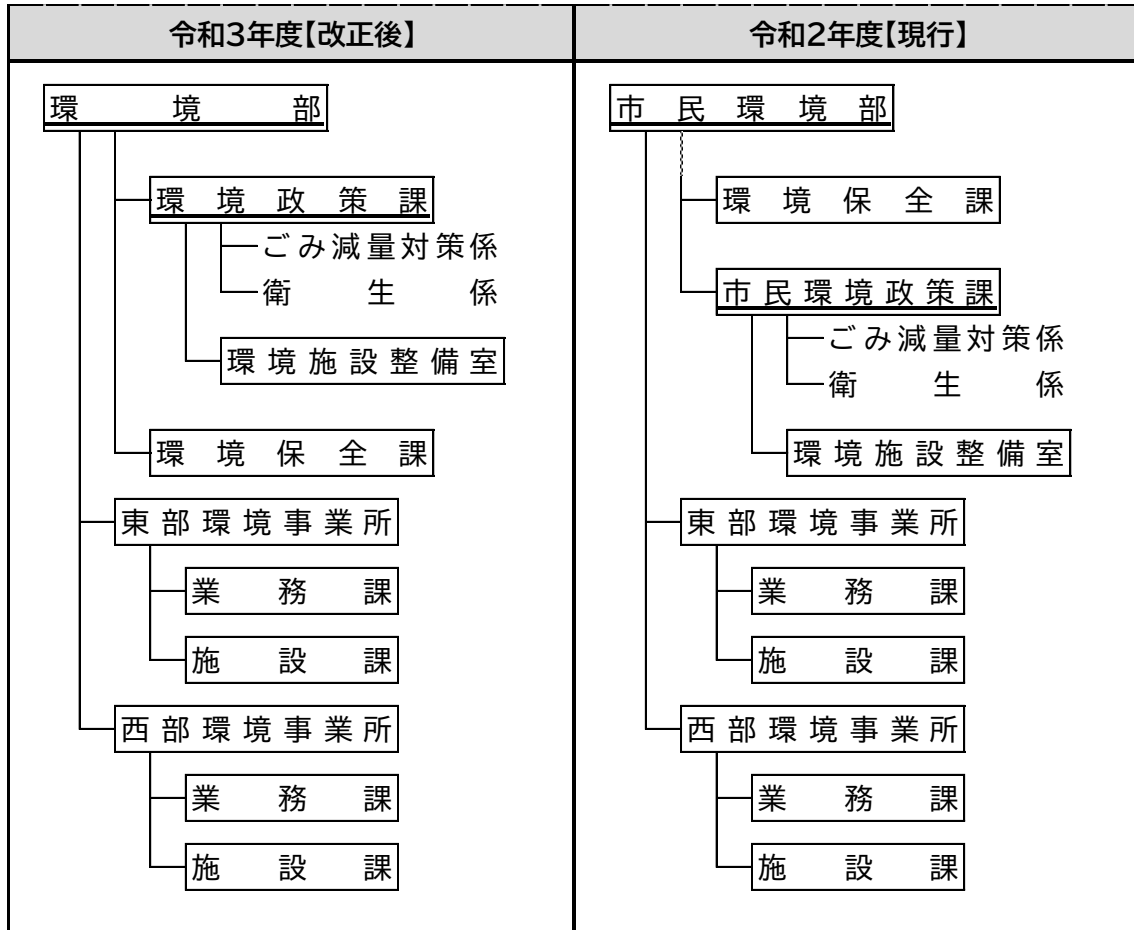 令和3年度【改正後】
環境部
環境政策課
ごみ減量対策係
衛生係
環境施設整備室
環境保全課
東部環境事業所
業務課
施設課
西部環境事業所
業務課
施設課
令和2年度【現行】
市民環境部
環境保全課
市民環境政策課
ごみ減量対策係
衛生係
環境施設整備室
東部環境事業所
業務課
施設課
西部環境事業所
業務課
施設課